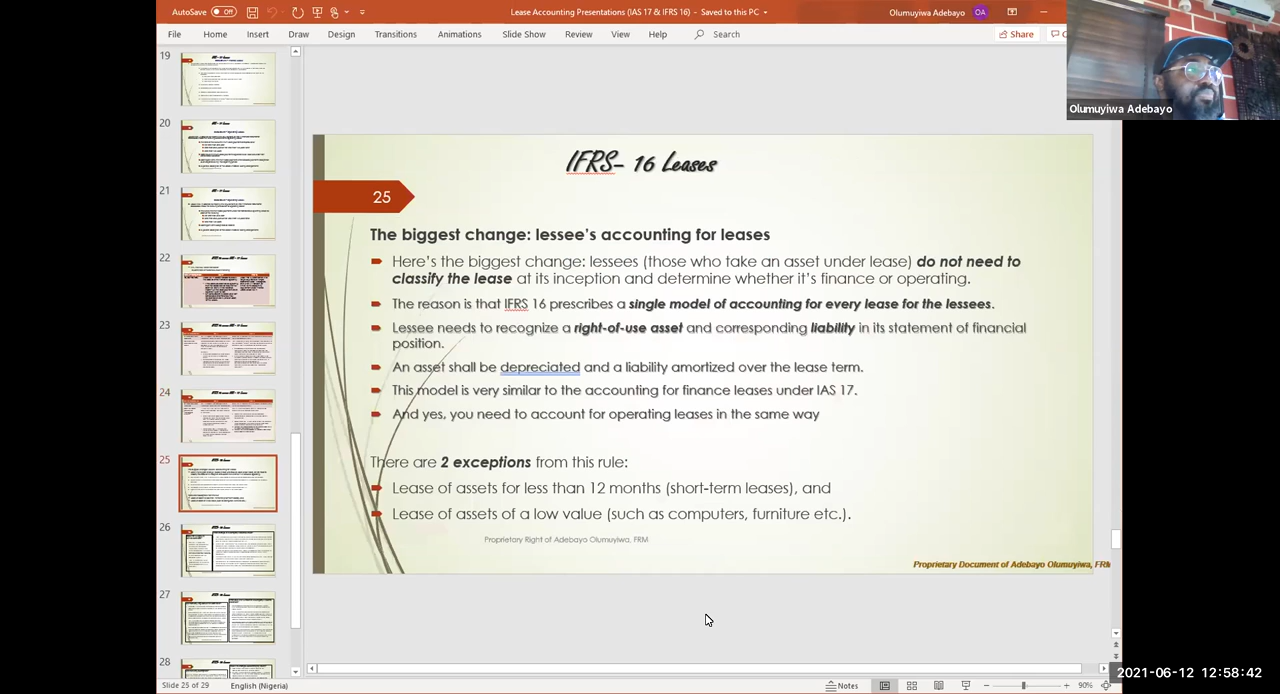 AutoSave Off
Lease Accounting Presentations (IAS 17 & IFRS 16) - Saved to this PC
Olumuyiwa Adebayo OA
File Home Insert Draw Design Transitions Animations Slide Show Review View Help Search Share
Olumuyiwa Adebayo
19
20
21
22
23
24
25
26
27
28
IFRS– 16 Leases
25
The biggest change: lessee's accounting for leases
Here's the biggest change: lessees (those who take an asset under lease) do not need to
classify the lease at its inception and determine whether it's finance or operating.
The reason is that IFRS 16 prescribes a single model of accounting for every lease for the lessees.
Lessee needs to recognize a right-of-use asset and corresponding liability in its statement of financial
position.
An asset shall be depreciated and a liability amortized over the lease term.
This model is very similar to the accounting for finance leases under IAS 17.
And yes, you need to account for operating leases in the same way
There are 2 exceptions from this rule:
Lease of assets for less than 12 months (short-term leases), and
Lease of assets of a low value (such as computers, furniture etc.).
Proprietary Right of Adebayo Olumuyiwa, FRM
Proprietary Document of Adebayo Olumuyiwa, FRM
Slide 25 of 29 English (Nigeria) Notes 90%
2021-06-12 12:58:42